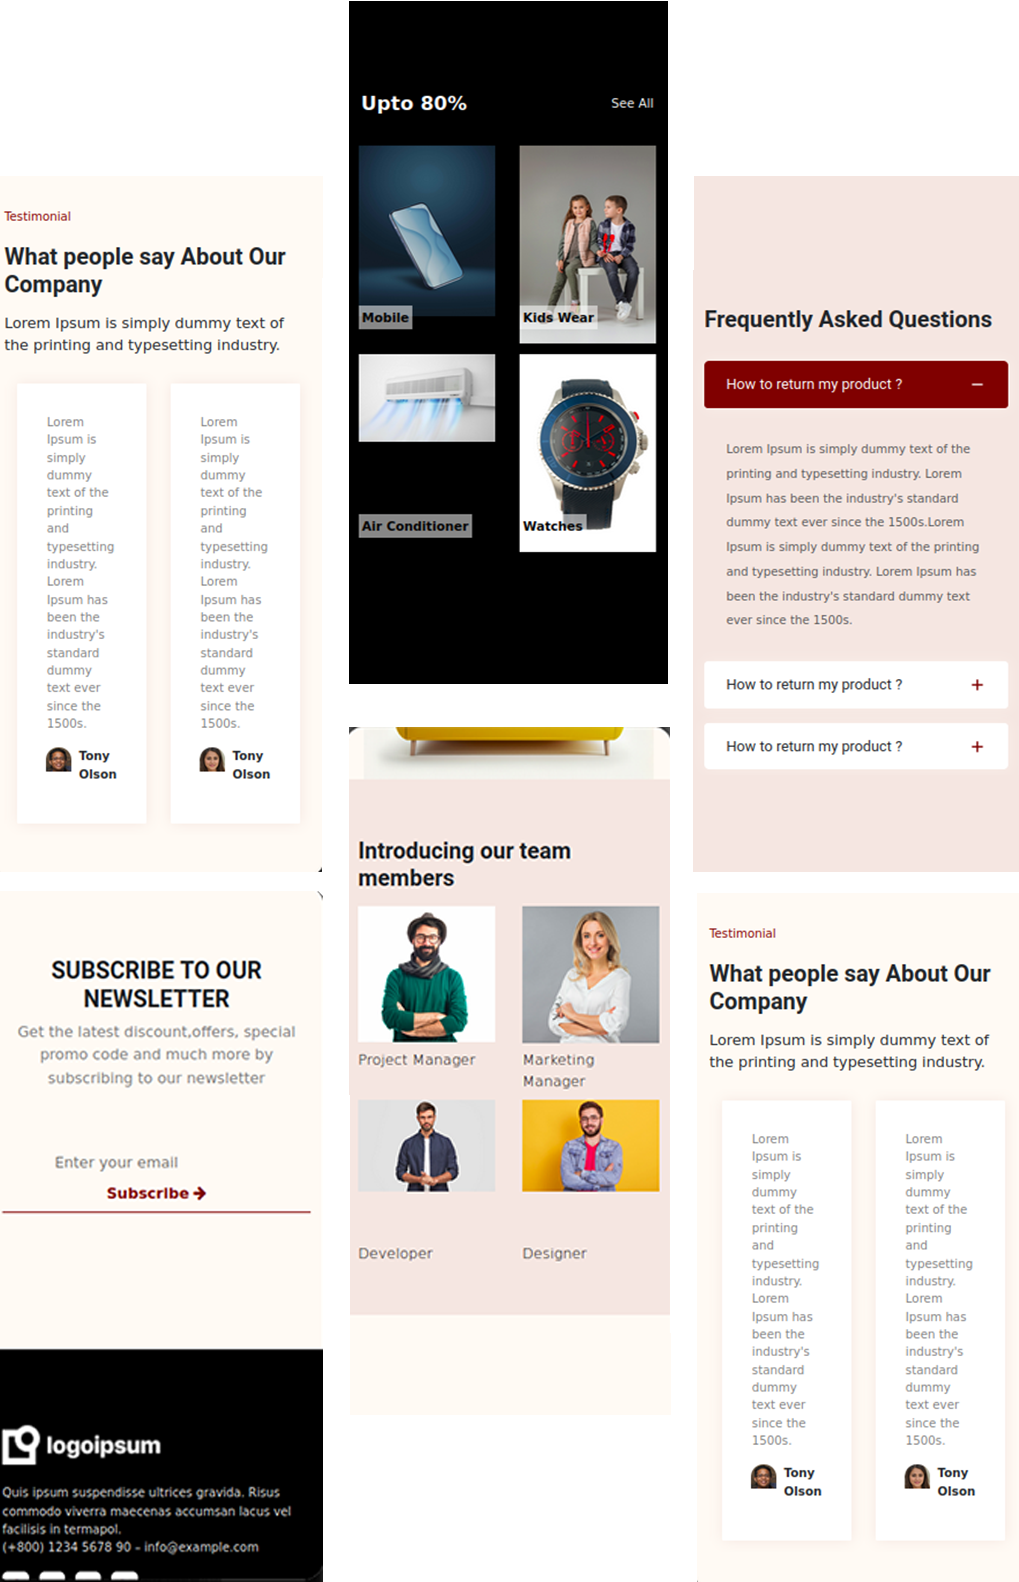 Testimonial
What people say About Our
Company
Lorem Ipsum is simply dummy text of
the printing and typesetting industry.
Lorem
Ipsum is
simply
dummy
text of the
printing
and
typesetting
industry.
Lorem
Ipsum has
been the
industry's
standard
dummy
text ever
since the
1500s.
Tony
Olson
Lorem
Ipsum is
simply
dummy
text of the
printing
and
typesetting
industry.
Lorem
Ipsum has
been the
industry's
standard
dummy
text ever
since the
1500s.
Tony
Olson
SUBSCRIBE TO OUR
NEWSLETTER
Get the latest discount,offers, special
promo code and much more by
subscribing to our newsletter
Enter your email
Subscribe
logoipsum
Quis ipsum suspendisse ultrices gravida. Risus
commodo viverra maecenas accumsan lacus vel
facilisis in termapol.
(+800) 1234 5678 90 – info@example.com
Upto 80%
See All
Mobile
Kids Wear
Air Conditioner
Watches
Introducing our team
members
Project Manager
Marketing
Manager
Developer
Designer
Frequently Asked Questions
How to return my product ?
Lorem Ipsum is simply dummy text of the
printing and typesetting industry. Lorem
Ipsum has been the industry's standard
dummy text ever since the 1500s.Lorem
Ipsum is simply dummy text of the printing
and typesetting industry. Lorem Ipsum has
been the industry's standard dummy text
ever since the 1500s.
How to return my product ?
How to return my product ?
Testimonial
What people say About Our
Company
Lorem Ipsum is simply dummy text of
the printing and typesetting industry.
Lorem
Ipsum is
simply
dummy
text of the
printing
and
typesetting
industry.
Lorem
Ipsum has
been the
industry's
standard
dummy
text ever
since the
1500s.
Tony
Olson
Lorem
Ipsum is
simply
dummy
text of the
printing
and
typesetting
industry.
Lorem
Ipsum has
been the
industry's
standard
dummy
text ever
since the
1500s.
Tony
Olson